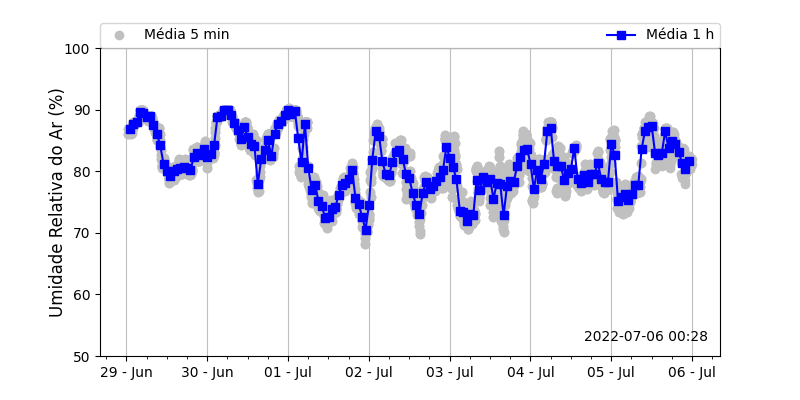 Média 5 min
Média 1 h
Umidade Relativa do Ar (%)
100
90
80
70
60
50
2022-07-06 00:28
29 - Jun
30 - Jun
01 - Jul
02 - Jul
03 - Jul
04 - Jul
05 - Jul
06 - Jul